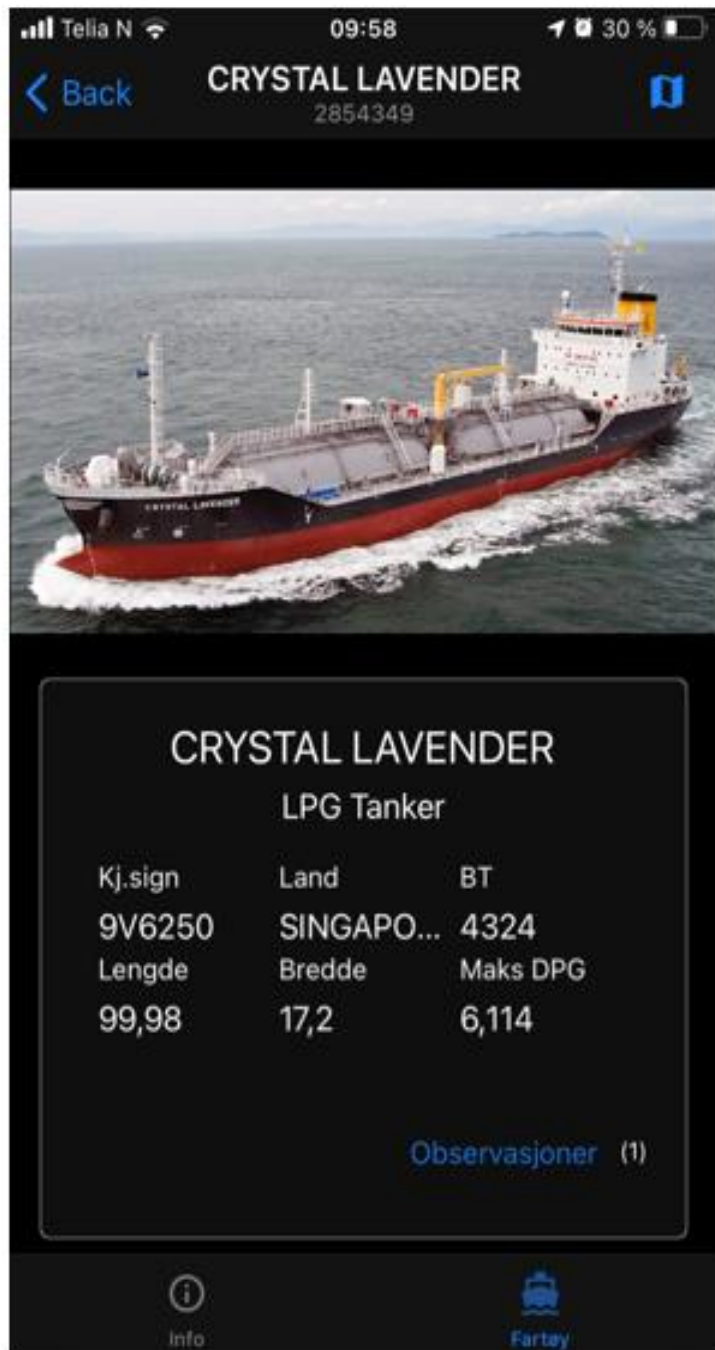 Telia N 09:58 30 %
Back CRYSTAL LAVENDER
2854349
CRYSTAL LAVENDER
CRYSTAL LAVENDER
LPG Tanker
Kj.sign Land BT
9V6250 SINGAPO... 4324
Lengde Bredde Maks DPG
99,98 17,2 6,114
Observasjoner (1)
Info Fartøy